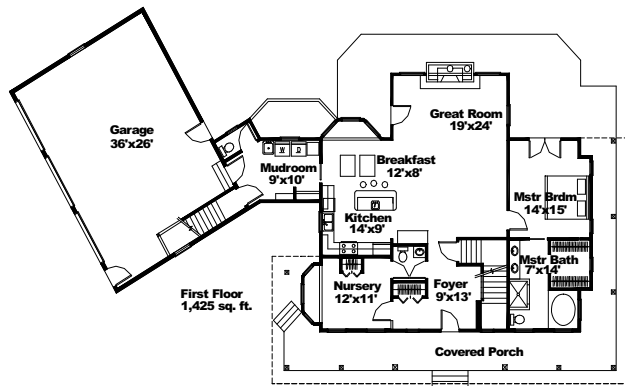 Garage
36'x26'
Great Room
19'x24'
Mudroom
9'x10'
W
D
Breakfast
12'x8'
Mstr Brdm
14'x15'
Kitchen
14'x9'
Mstr Bath
7'x14'
Nursery
12'x11'
Foyer
9'x13'
First Floor
1,425 sq. ft.
Covered Porch